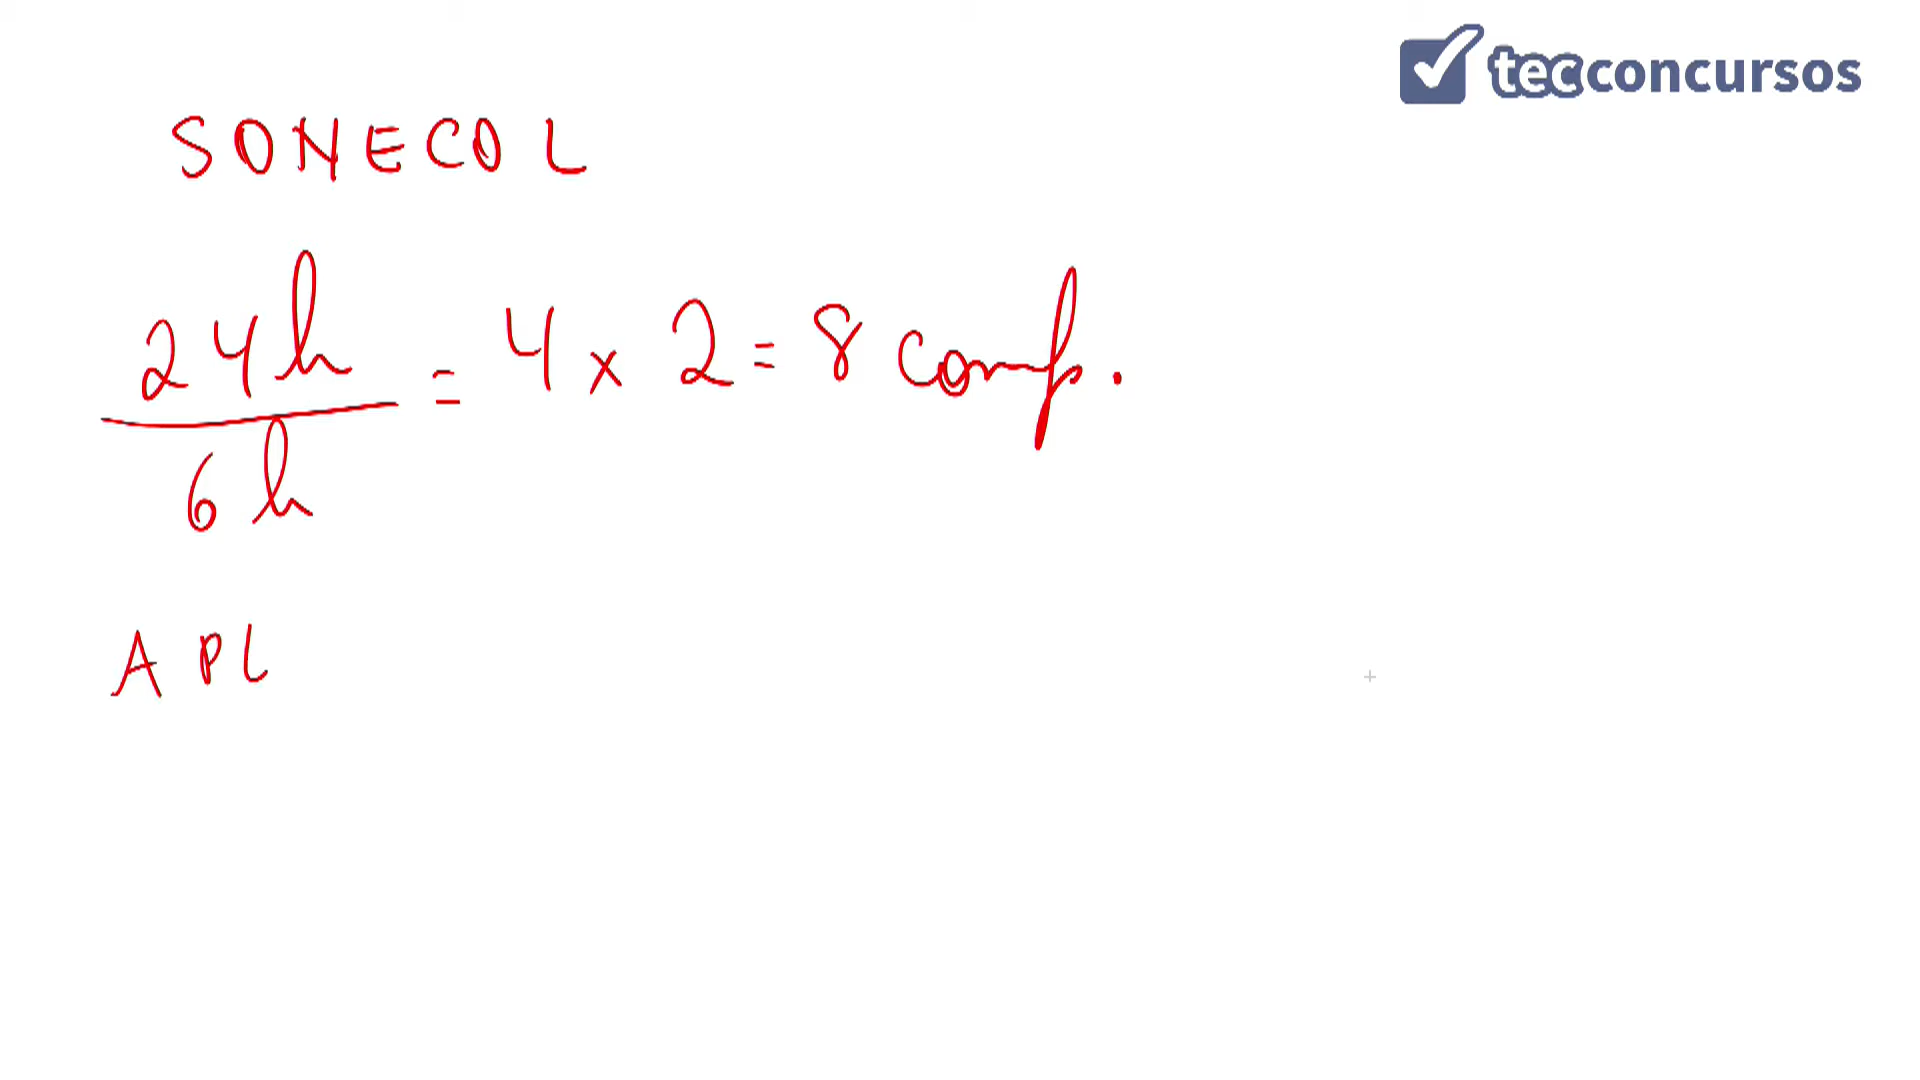 tecconcursos
SONECOL
24h
= 4 x 2 = 8 comp.
6h
APL